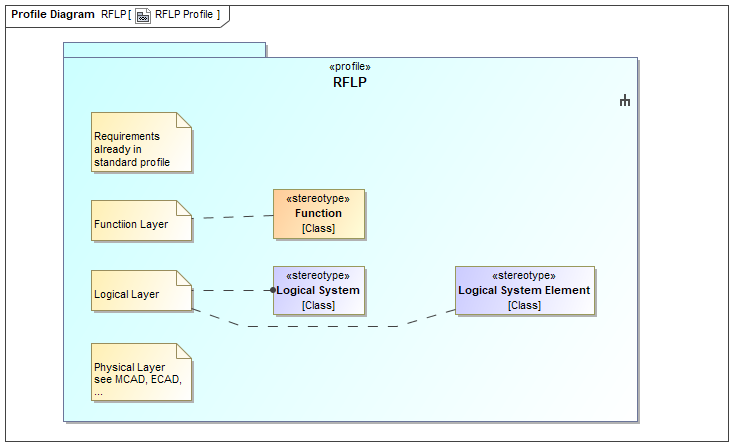 Profile Diagram RFLP [ RFLP Profile ]
«profile»
RFLP
Requirements
already in
standard profile
Functiion Layer
«stereotype»
Function
[Class]
Logical Layer
«stereotype»
Logical System
[Class]
«stereotype»
Logical System Element
[Class]
Physical Layer
see MCAD, ECAD,
...